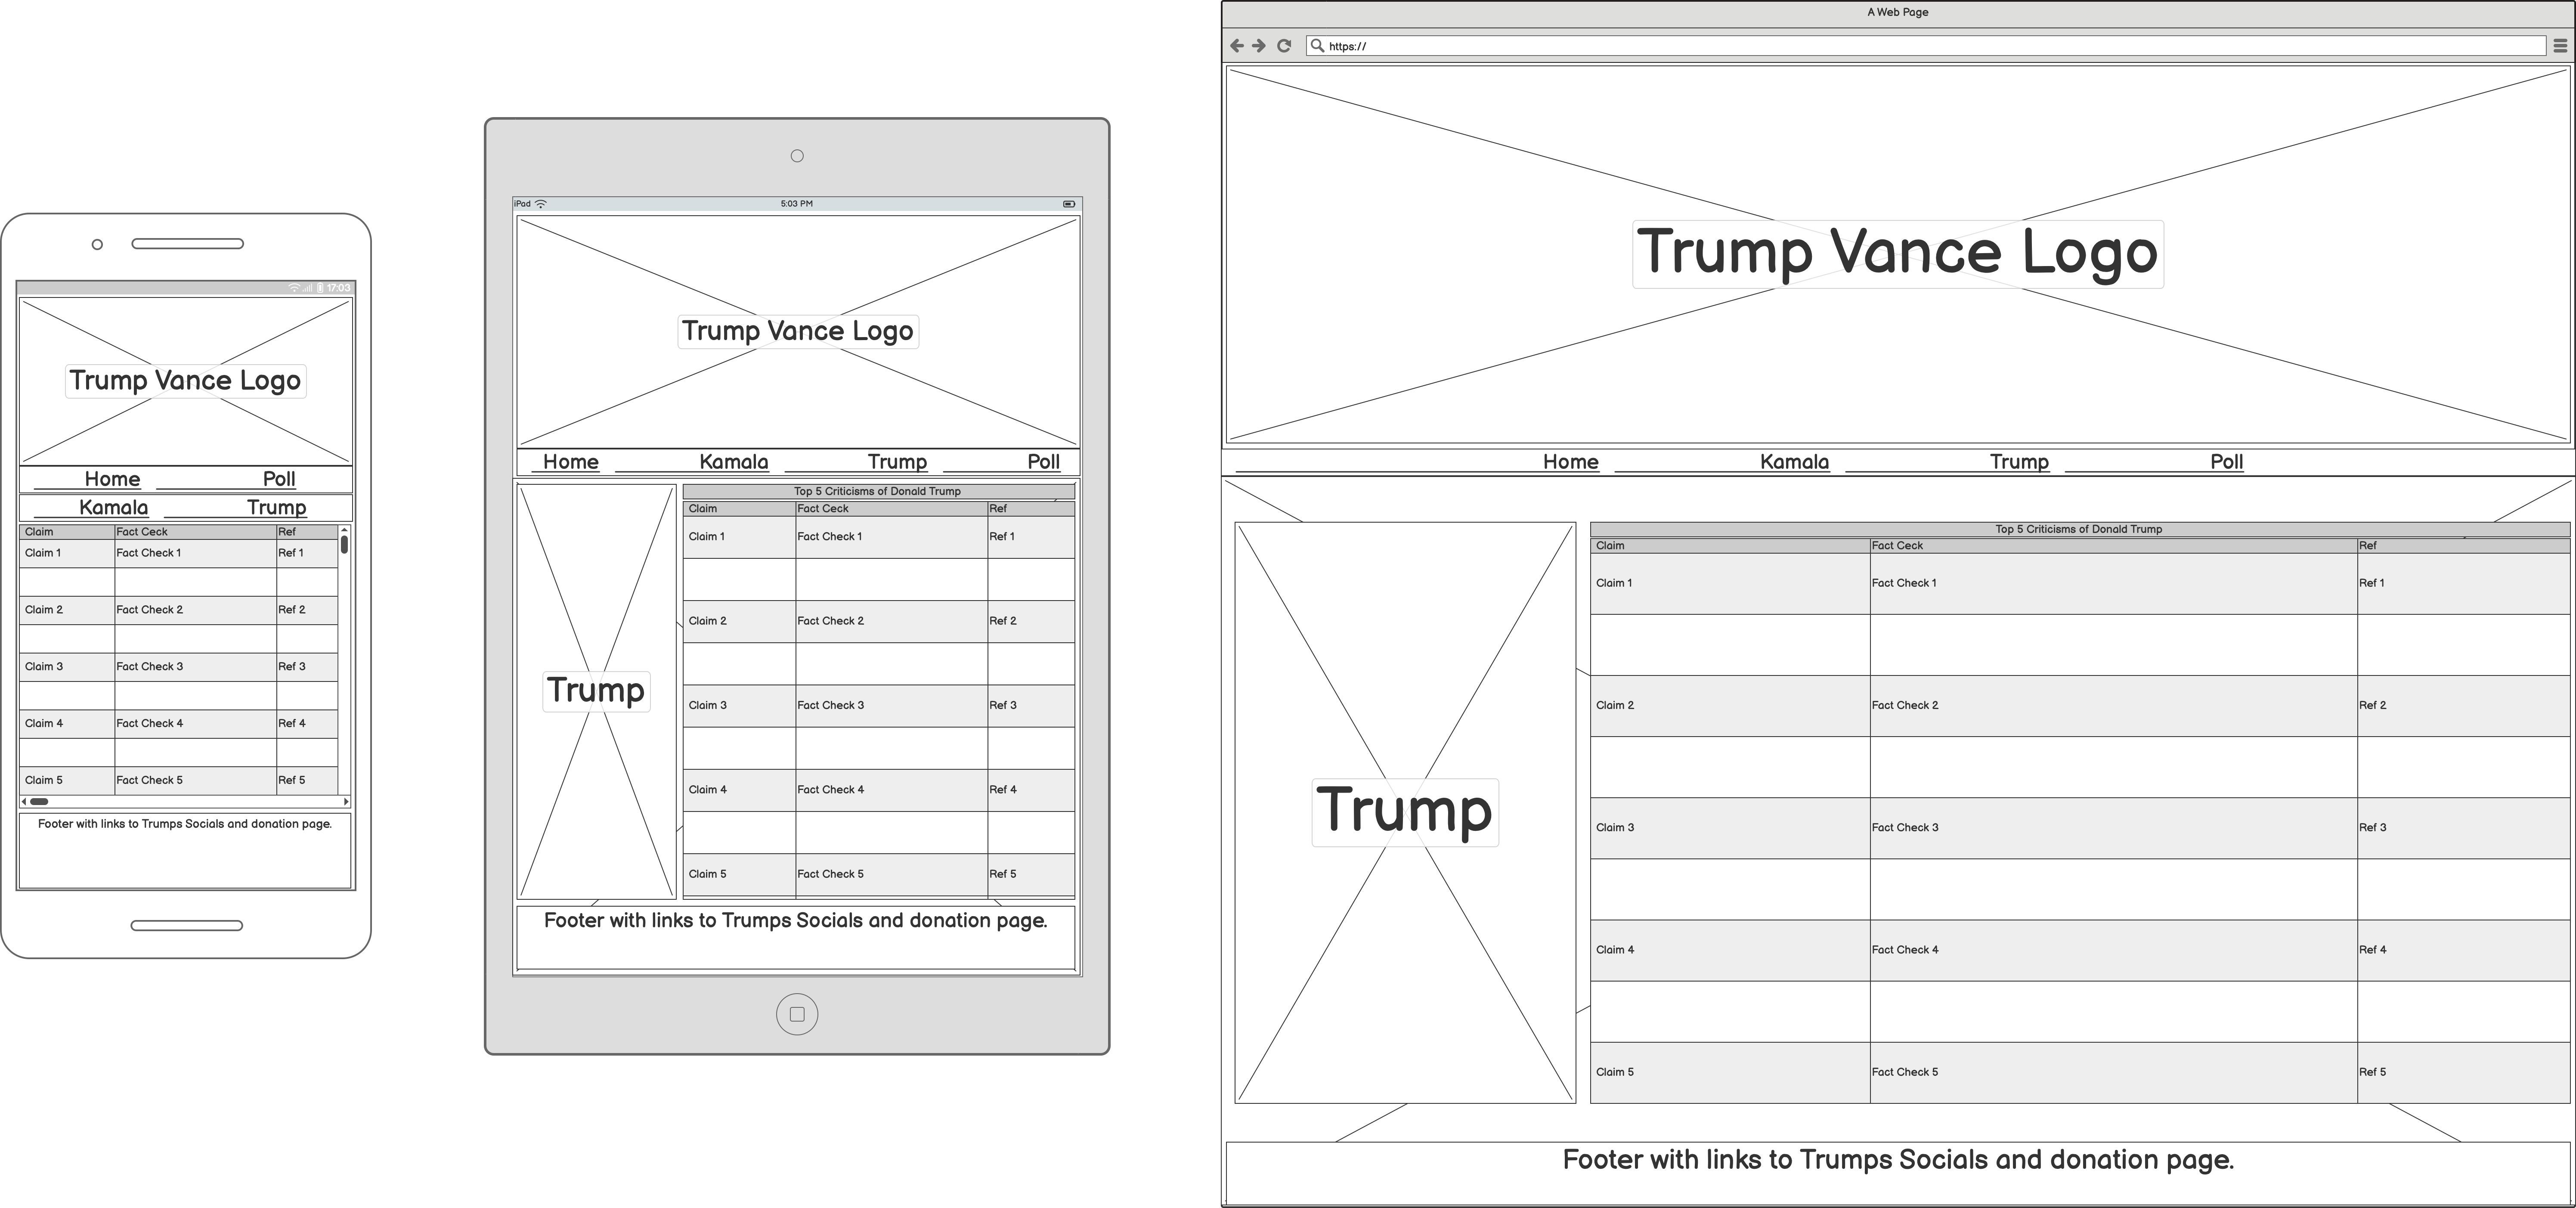 17:03
Trump Vance Logo
Home Poll
Kamala Trump
Claim Fact Ceck Ref
Claim 1 Fact Check 1 Ref 1
Claim 2 Fact Check 2 Ref 2
Claim 3 Fact Check 3 Ref 3
Claim 4 Fact Check 4 Ref 4
Claim 5 Fact Check 5 Ref 5
Footer with links to Trumps Socials and donation page.
iPad 5:03 PM
Trump Vance Logo
Home Kamala Trump Poll
Trump
Top 5 Criticisms of Donald Trump
Claim Fact Ceck Ref
Claim 1 Fact Check 1 Ref 1
Claim 2 Fact Check 2 Ref 2
Claim 3 Fact Check 3 Ref 3
Claim 4 Fact Check 4 Ref 4
Claim 5 Fact Check 5 Ref 5
Footer with links to Trumps Socials and donation page.
A Web Page
https://
Trump Vance Logo
Home Kamala Trump Poll
Trump
Top 5 Criticisms of Donald Trump
Claim Fact Ceck Ref
Claim 1 Fact Check 1 Ref 1
Claim 2 Fact Check 2 Ref 2
Claim 3 Fact Check 3 Ref 3
Claim 4 Fact Check 4 Ref 4
Claim 5 Fact Check 5 Ref 5
Footer with links to Trumps Socials and donation page.